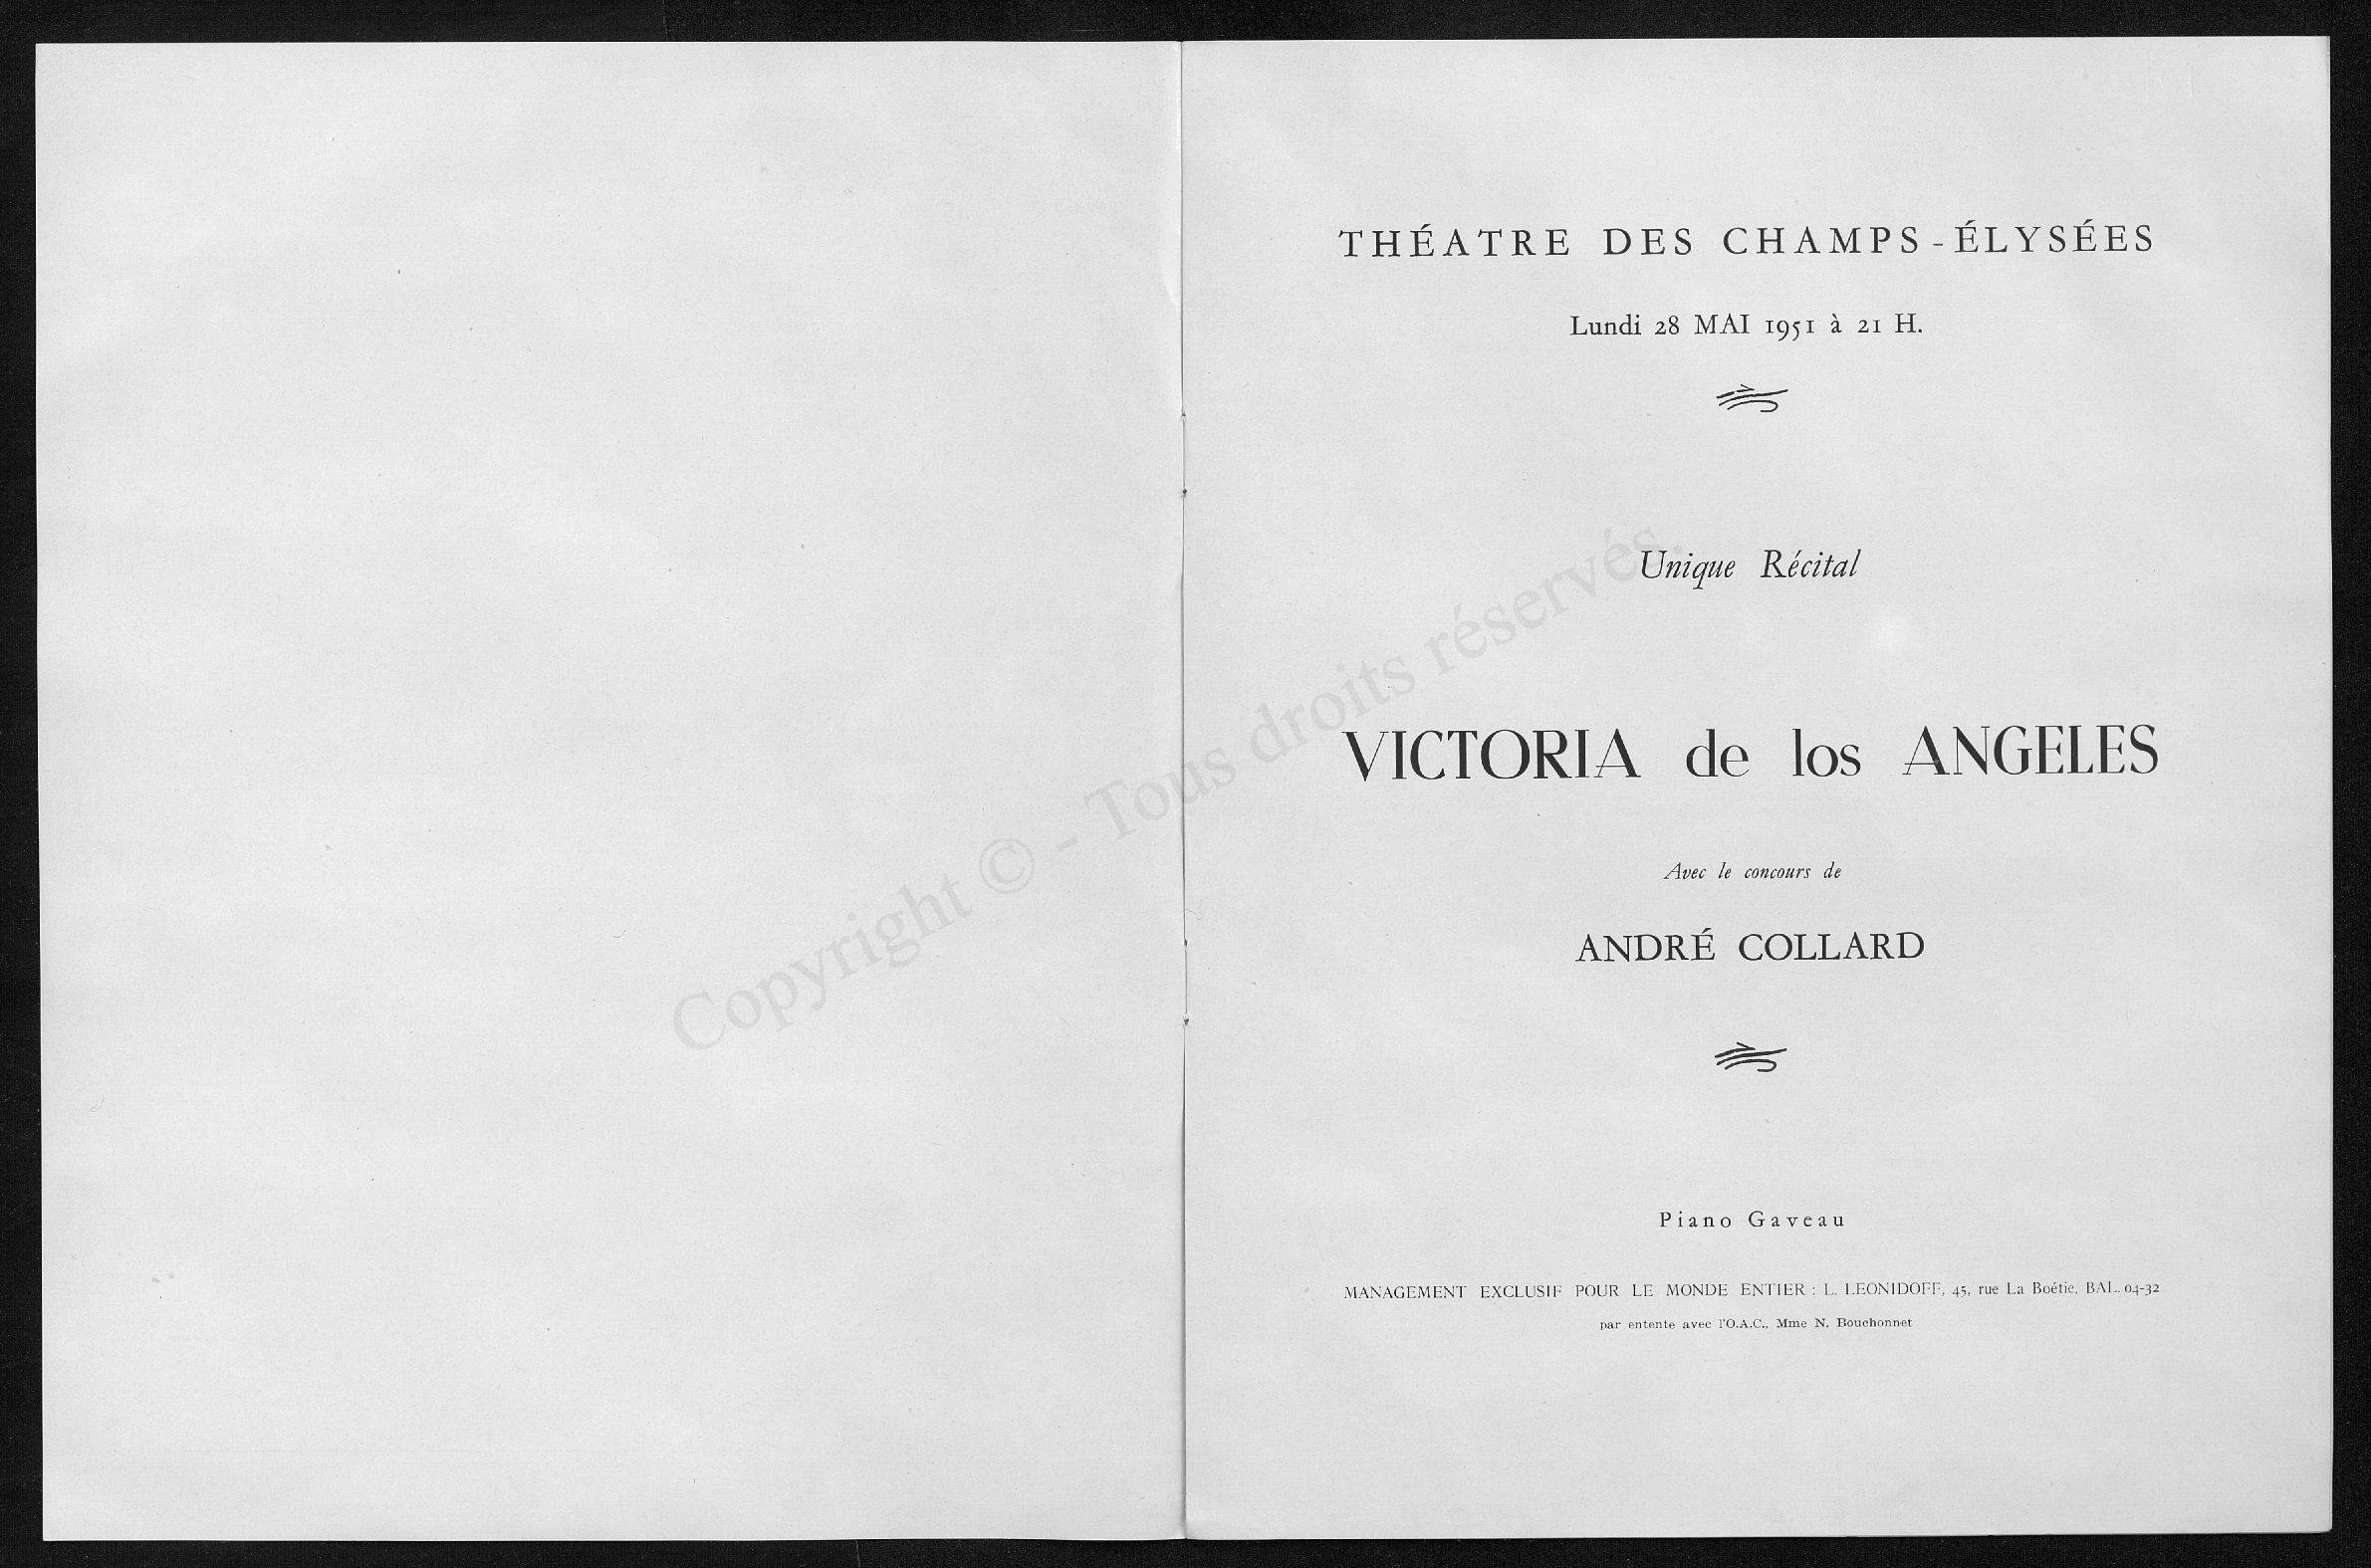 THÉATRE DES CHAMPS-ÉLYSÉES
Lundi 28 MAI 1951 à 21 H.
Unique Récital
VICTORIA de los ANGELES
Avec le concours de
ANDRÉ COLLARD
Piano Gaveau
MANAGEMENT EXCLUSIF POUR LE MONDE ENTIER : L. LEONIDOFF, 45, rue La Boétie. BAL. 04-32
par entente avec l'O.A.C., Mme N. Bouchonnet
Copyright © - Tous droits réservés.